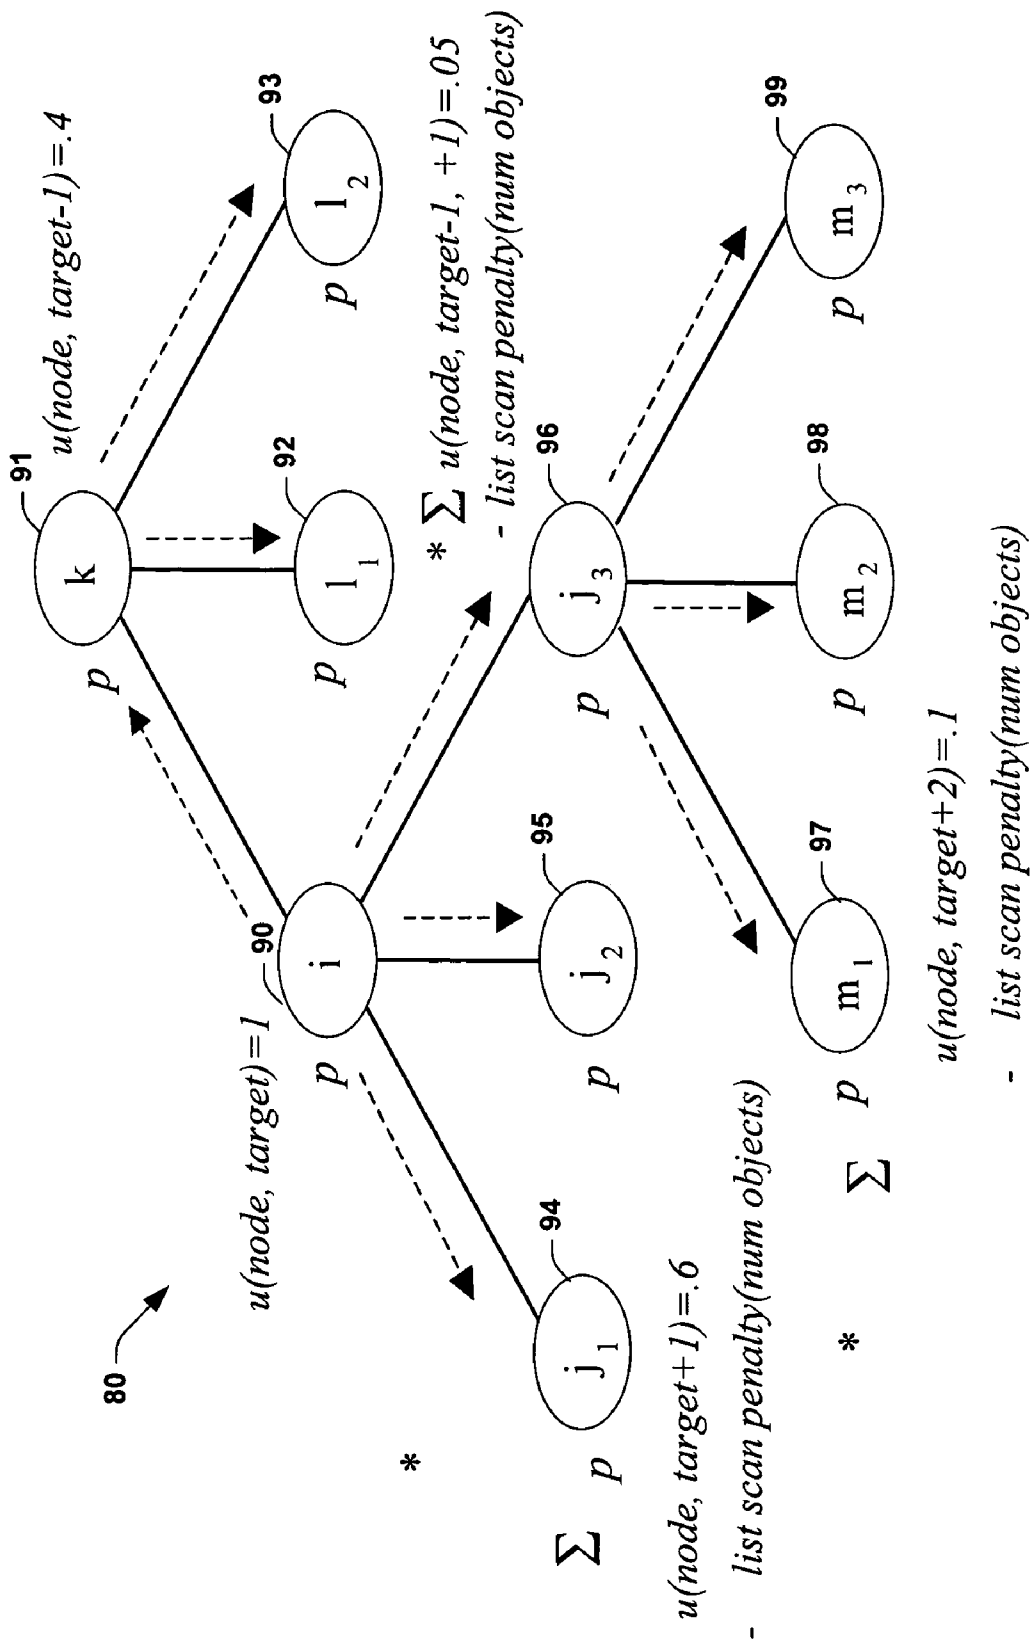 80
u(node, target)=1
90
i
p
91
k
p
u(node, target-1)=.4
92
l1
p
93
l2
p
* Σ u(node, target-1, +1)=.05
- list scan penalty(num objects)
94
j1
Σ p
*
u(node, target+1)=.6
- list scan penalty(num objects)
95
j2
p
96
j3
p
97
m1
*
Σ p
98
m2
p
99
m3
p
u(node, target+2)=.1
- list scan penalty(num objects)